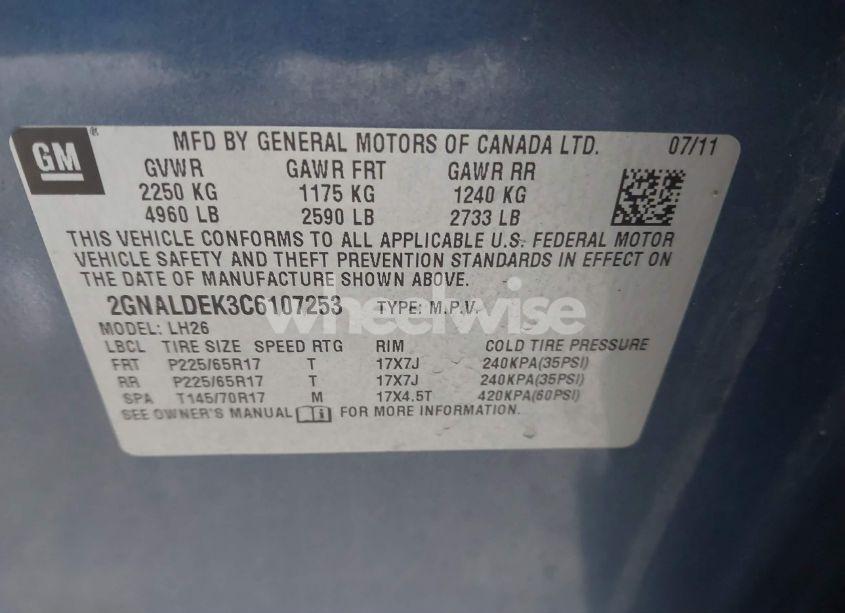 GM
MFD BY GENERAL MOTORS OF CANADA LTD. 07/11
GVWR GAWR FRT GAWR RR
2250 KG 1175 KG 1240 KG
4960 LB 2590 LB 2733 LB
THIS VEHICLE CONFORMS TO ALL APPLICABLE U.S. FEDERAL MOTOR
VEHICLE SAFETY AND THEFT PREVENTION STANDARDS IN EFFECT ON
THE DATE OF MANUFACTURE SHOWN ABOVE.
2GNALDEK3C6107253 TYPE: M.P.V.
wheelwise
MODEL: LH26
LBCL TIRE SIZE SPEED RTG RIM COLD TIRE PRESSURE
FRT P225/65R17 T 17X7J 240KPA(35PSI)
RR P225/65R17 T 17X7J 240KPA(35PSI)
SPA T145/70R17 M 17X4.5T 420KPA(60PSI)
SEE OWNER'S MANUAL FOR MORE INFORMATION.